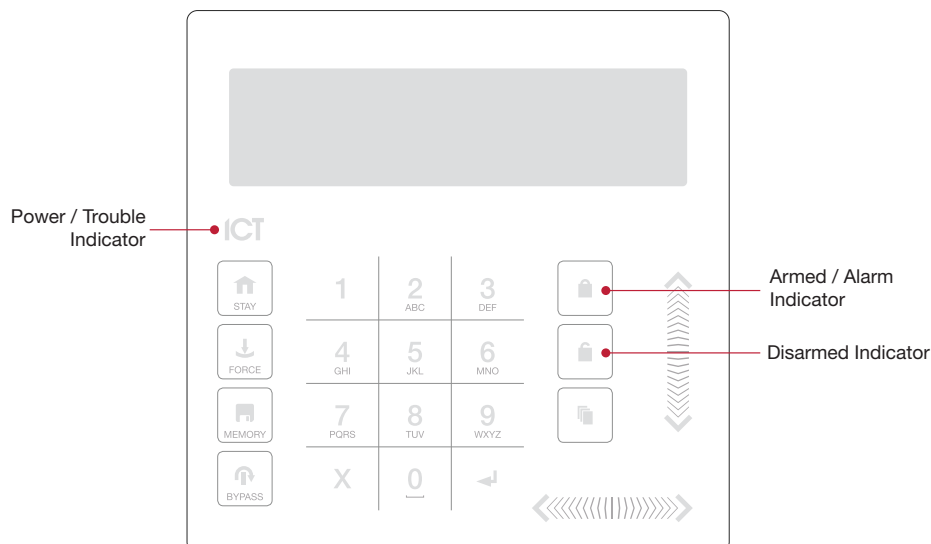 Power / Trouble
Indicator
ICT
STAY
1
2
ABC
3
DEF
Armed / Alarm
Indicator
FORCE
4
GHI
5
JKL
6
MNO
Disarmed Indicator
MEMORY
7
PQRS
8
TUV
9
WXYZ
BYPASS
X
0